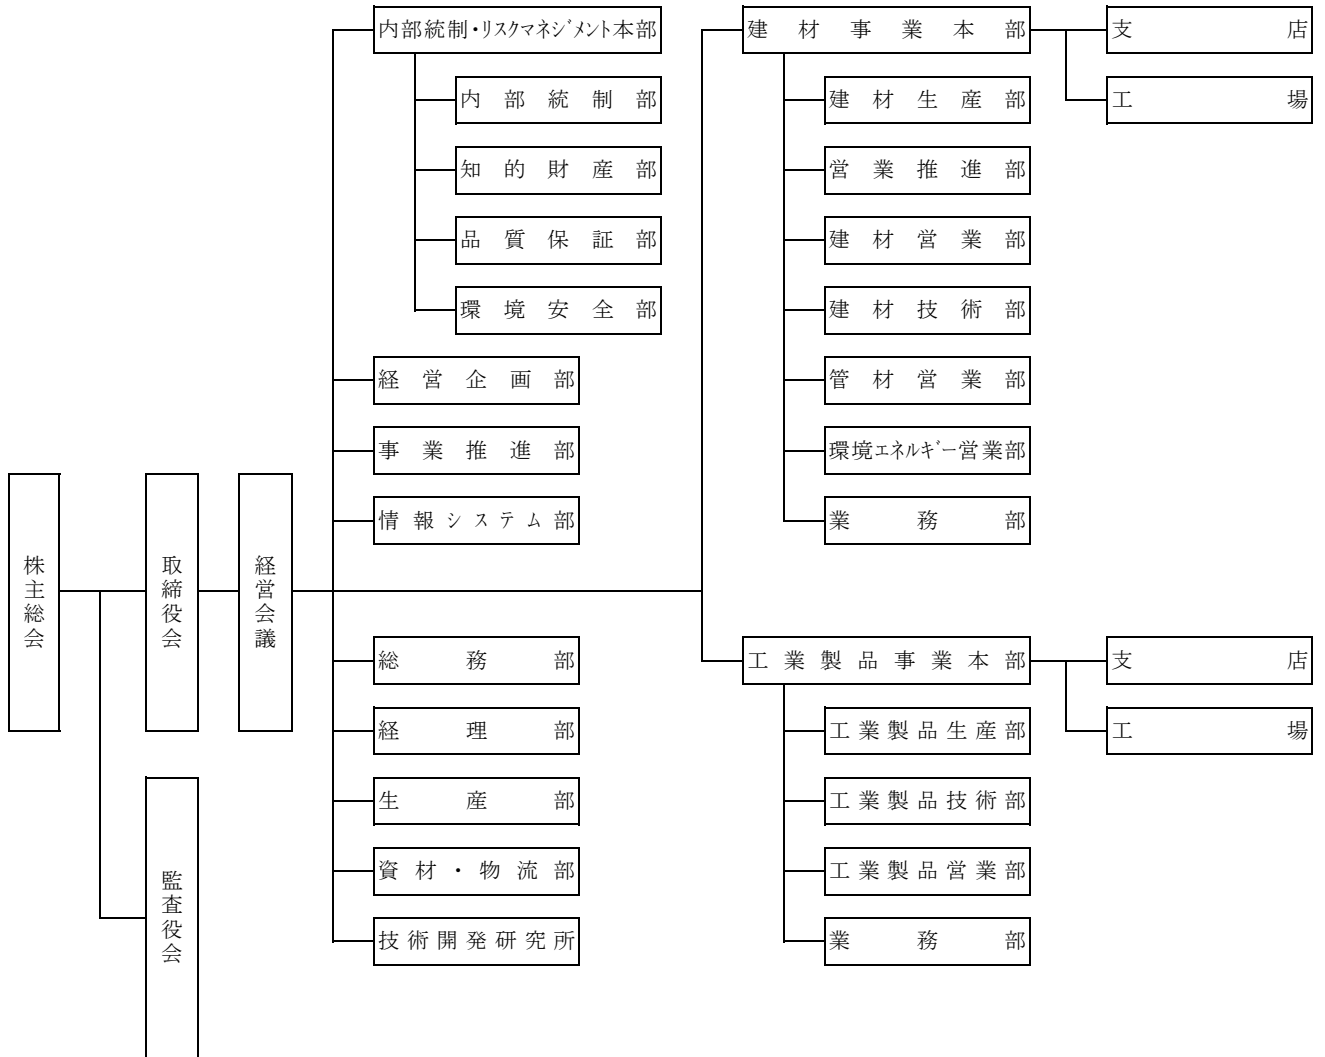 株主総会
取締役会
監査役会
経営会議
内部統制・リスクマネジメント本部
内部統制部
知的財産部
品質保証部
環境安全部
経営企画部
事業推進部
情報システム部
総務部
経理部
生産部
資材・物流部
技術開発研究所
建材事業本部
建材生産部
営業推進部
建材営業部
建材技術部
管材営業部
環境エネルギー営業部
業務部
支店
工場
工業製品事業本部
工業製品生産部
工業製品技術部
工業製品営業部
業務部
支店
工場